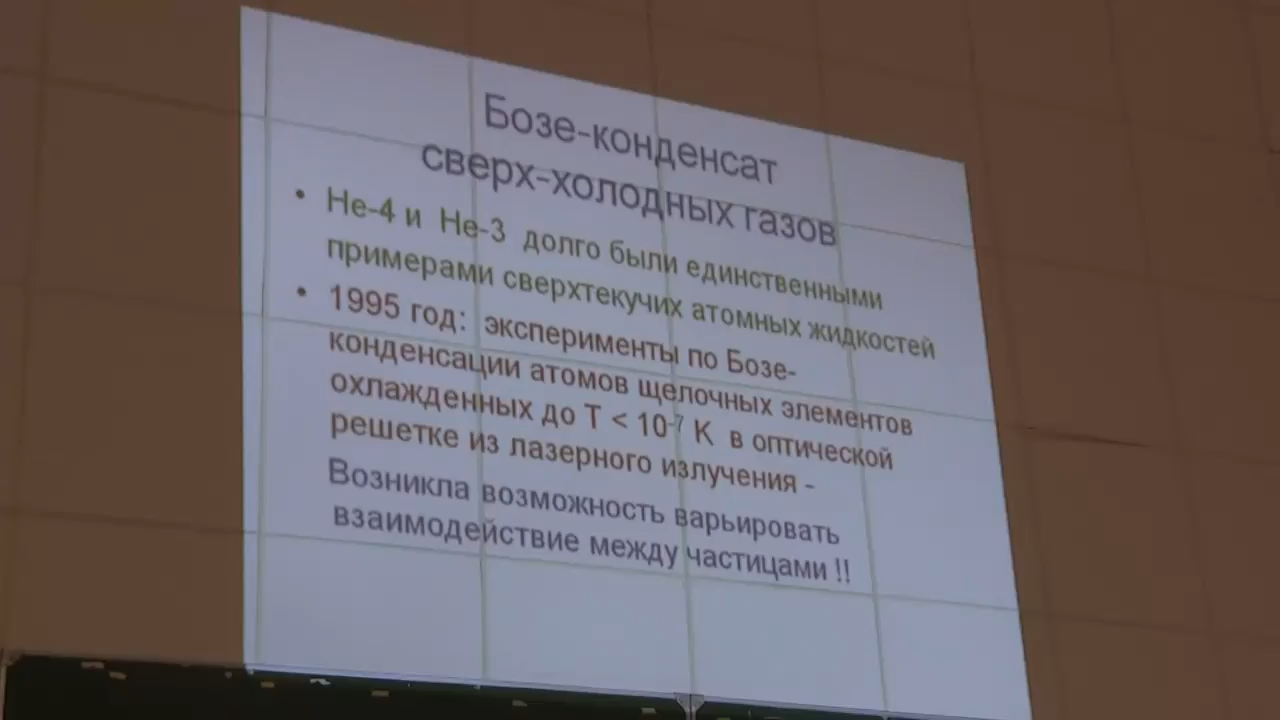 Бозе-конденсат
сверх-холодных газов
• Не-4 и Не-3 долго были единственными
примерами сверхтекучих атомных жидкостей
• 1995 год: эксперименты по Бозе-
конденсации атомов щелочных элементов
охлажденных до Т < 10⁻⁷ К в оптической
решетке из лазерного излучения -
Возникла возможность варьировать
взаимодействие между частицами !!